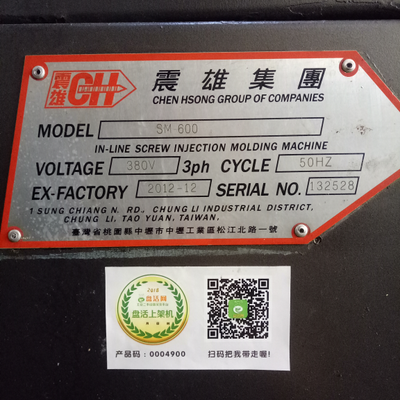 震雄
CH
震雄集團
CHEN HSONG GROUP OF COMPANIES
MODEL SM 600
IN-LINE SCREW INJECTION MOLDING MACHINE
VOLTAGE 380V 3ph CYCLE 50HZ
EX-FACTORY 2012-12 SERIAL NO. 132528
1 SUNG CHIANG N. RD., CHUNG LI INDUSTRIAL DISTRICT,
CHUNG LI, TAO YUAN, TAIWAN.
臺灣省桃園縣中壢市中壢工業區松江北路一號
2018
盘活网
盘活上架机
产品码：0004900
扫码把我带走喔!